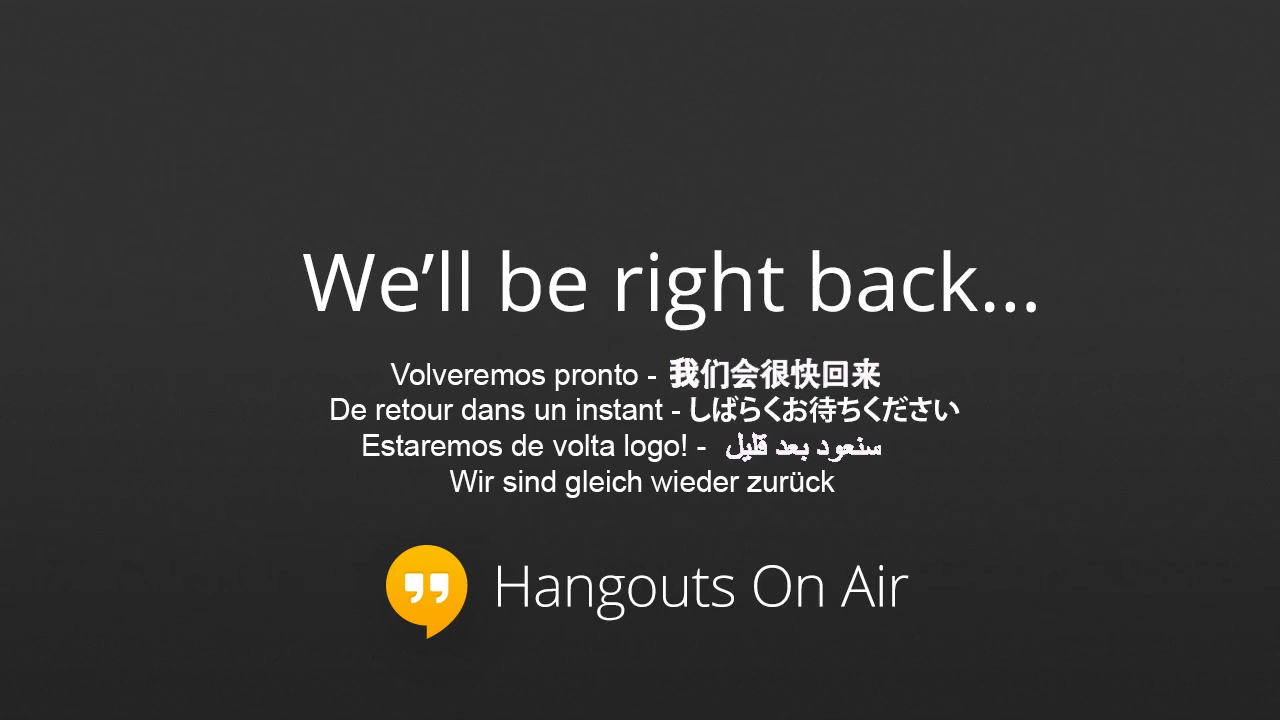 We’ll be right back...
Volveremos pronto - 我们会很快回来
De retour dans un instant - しばらくお待ちください
Estaremos de volta logo! - سنعود بعد قليل
Wir sind gleich wieder zurück
Hangouts On Air